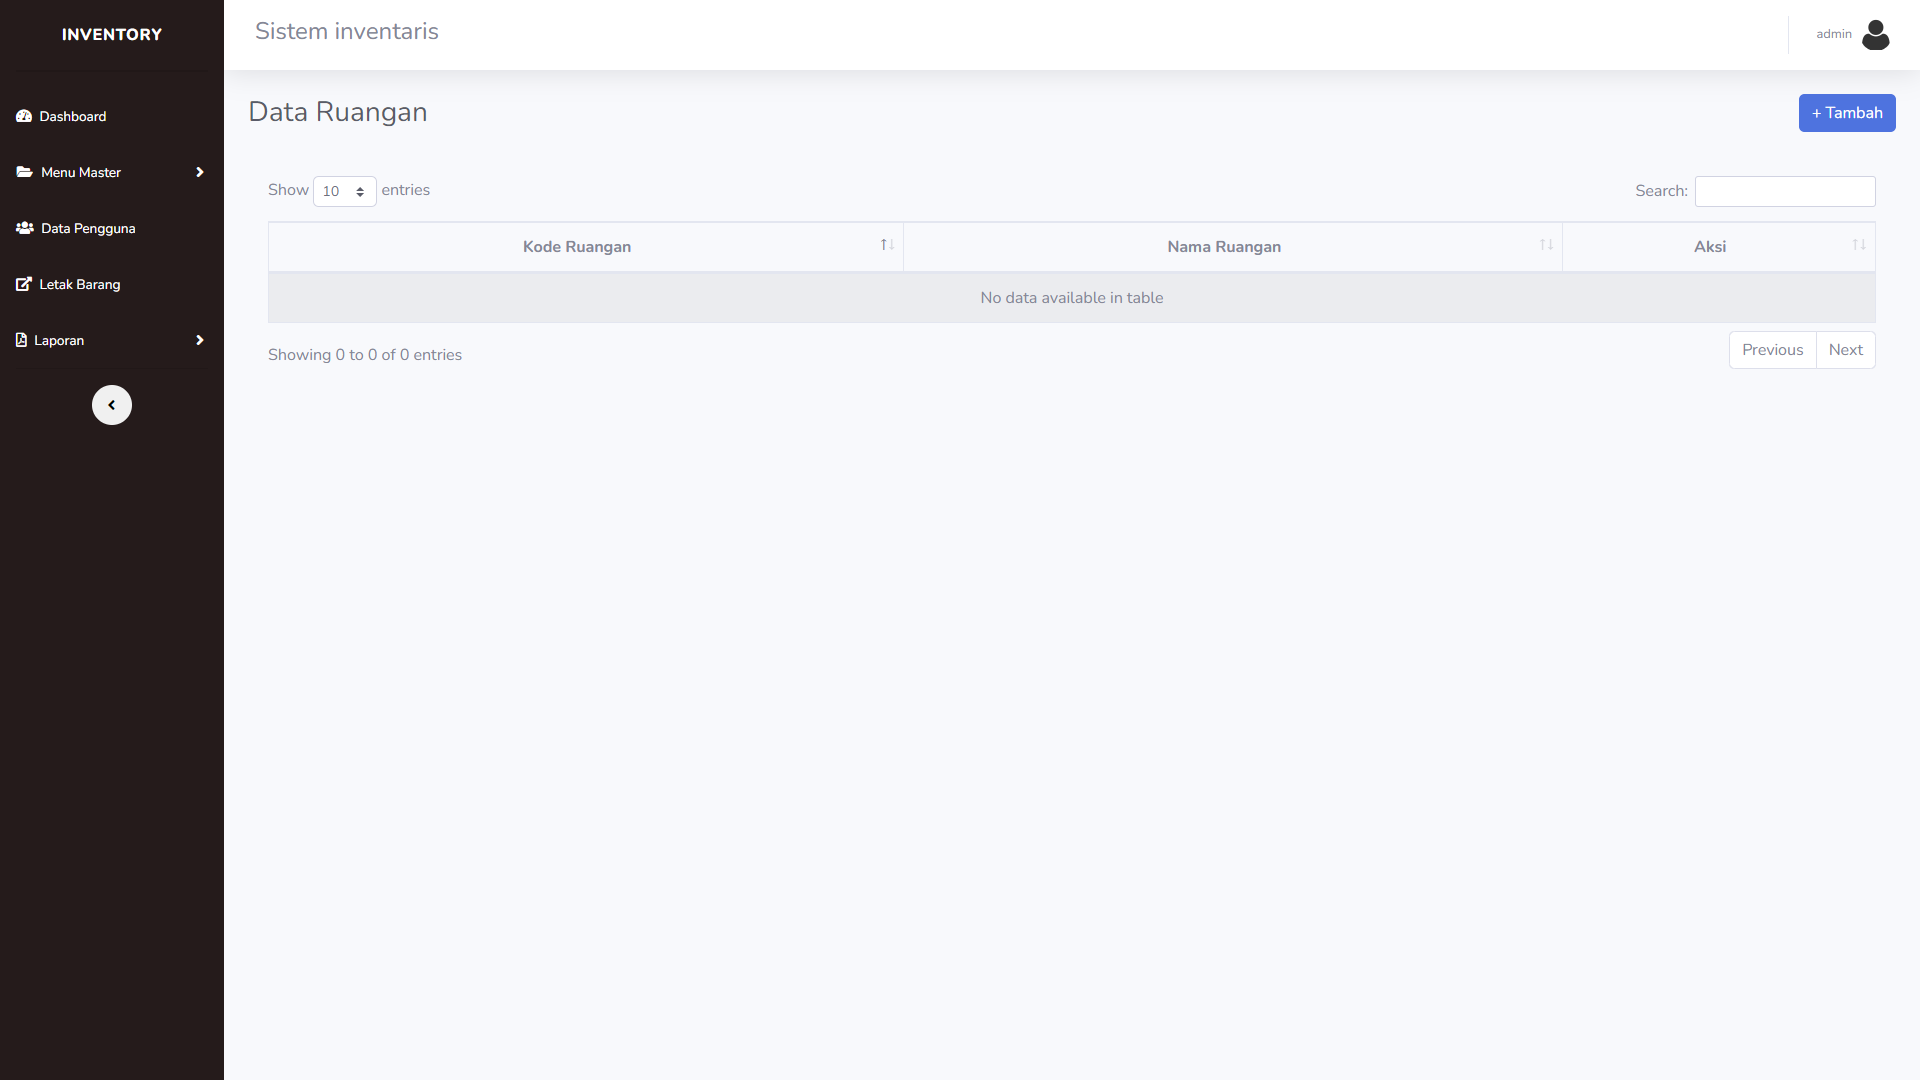 INVENTORY
Sistem inventaris
admin
Dashboard
Menu Master
Data Pengguna
Letak Barang
Laporan
Data Ruangan
+ Tambah
Show 10 entries
Search:
Kode Ruangan
Nama Ruangan
Aksi
No data available in table
Showing 0 to 0 of 0 entries
Previous
Next